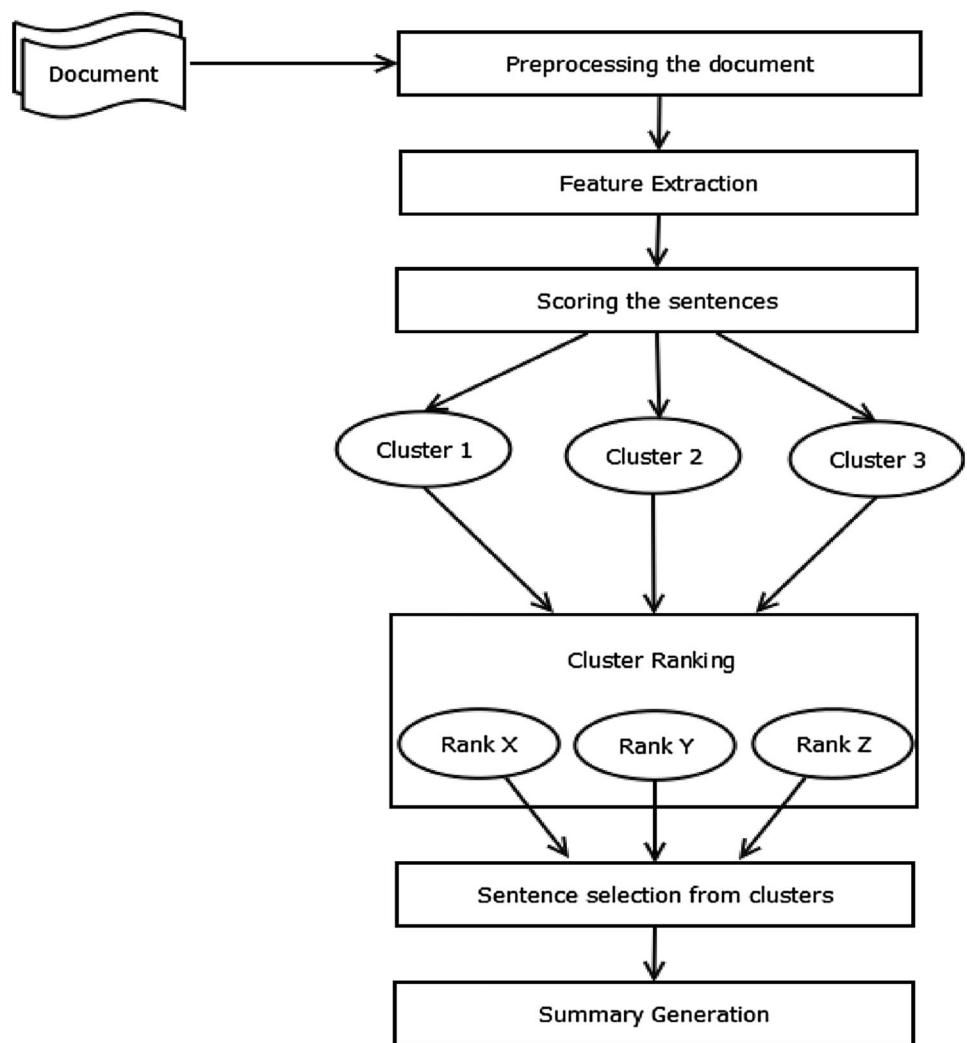 Document
Preprocessing the document
Feature Extraction
Scoring the sentences
Cluster 1
Cluster 2
Cluster 3
Cluster Ranking
Rank X
Rank Y
Rank Z
Sentence selection from clusters
Summary Generation